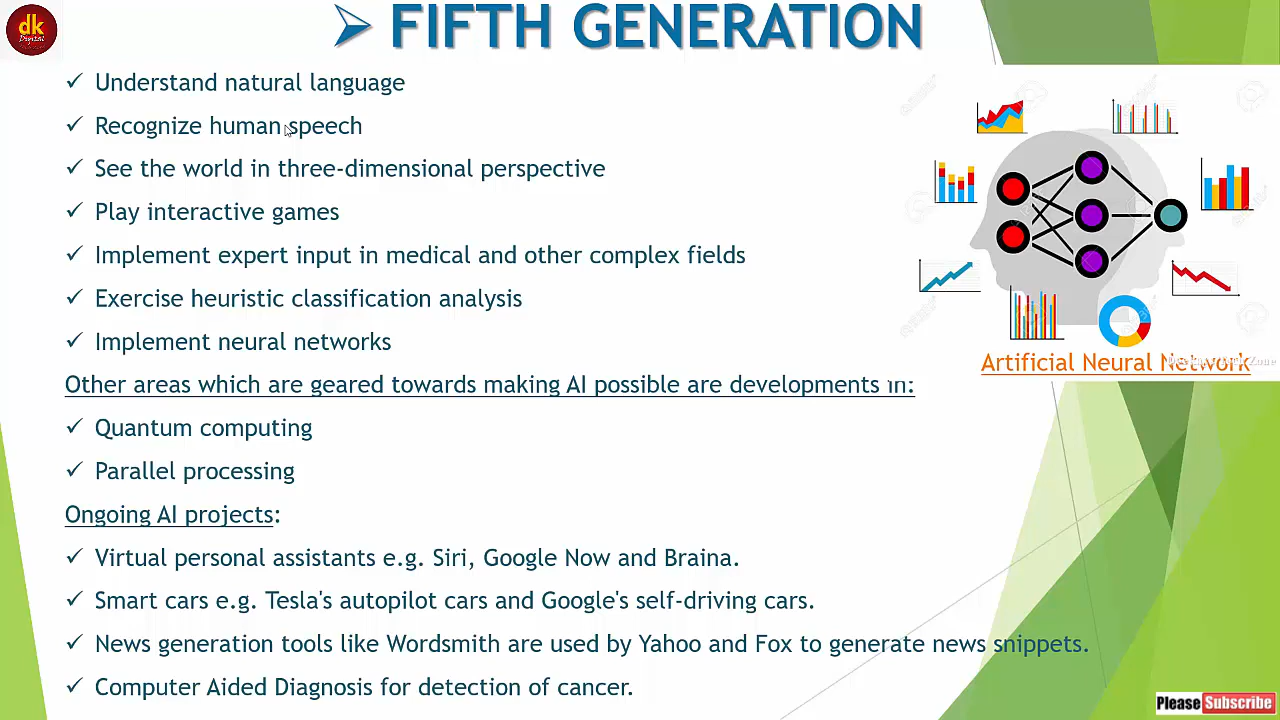 dk
Digital
FIFTH GENERATION
Understand natural language
Recognize human speech
See the world in three-dimensional perspective
Play interactive games
Implement expert input in medical and other complex fields
Exercise heuristic classification analysis
Implement neural networks
Artificial Neural Network
Other areas which are geared towards making AI possible are developments in:
Quantum computing
Parallel processing
Ongoing AI projects:
Virtual personal assistants e.g. Siri, Google Now and Braina.
Smart cars e.g. Tesla's autopilot cars and Google's self-driving cars.
News generation tools like Wordsmith are used by Yahoo and Fox to generate news snippets.
Computer Aided Diagnosis for detection of cancer.
Please Subscribe